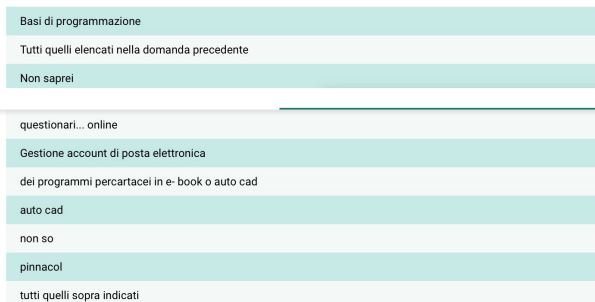 Basi di programmazione
Tutti quelli elencati nella domanda precedente
Non saprei
questionari... online
Gestione account di posta elettronica
dei programmi percartacei in e- book o auto cad
auto cad
non so
pinnacol
tutti quelli sopra indicati